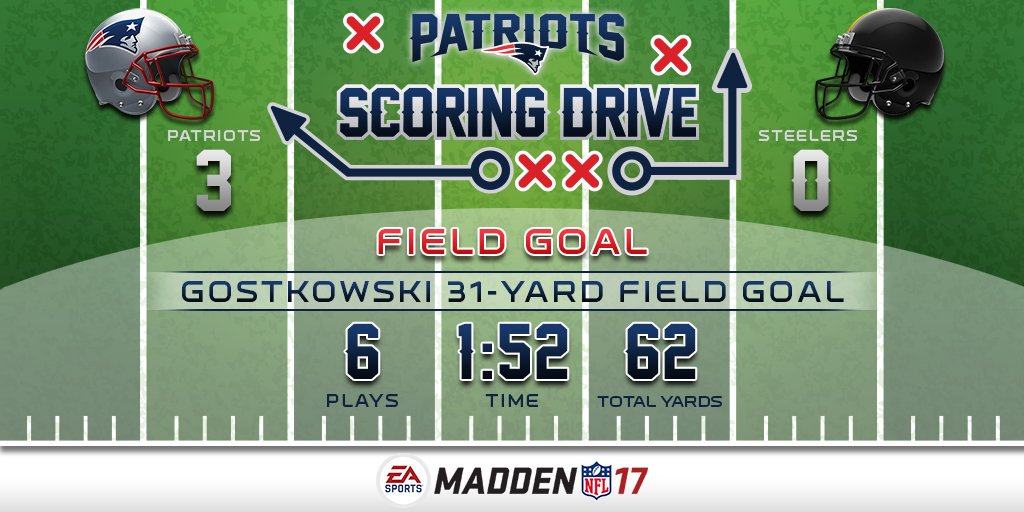 PATRIOTS
SCORING DRIVE
PATRIOTS
3
STEELERS
0
FIELD GOAL
GOSTKOWSKI 31-YARD FIELD GOAL
6 1:52 62
PLAYS TIME TOTAL YARDS
EA SPORTS MADDEN NFL 17